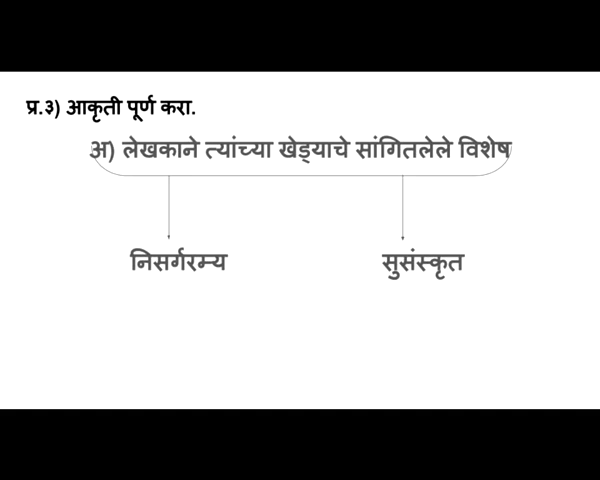 प्र.३) आकृती पूर्ण करा.
अ) लेखकाने त्यांच्या खेड्याचे सांगितलेले विशेष
निसर्गरम्य
सुसंस्कृत